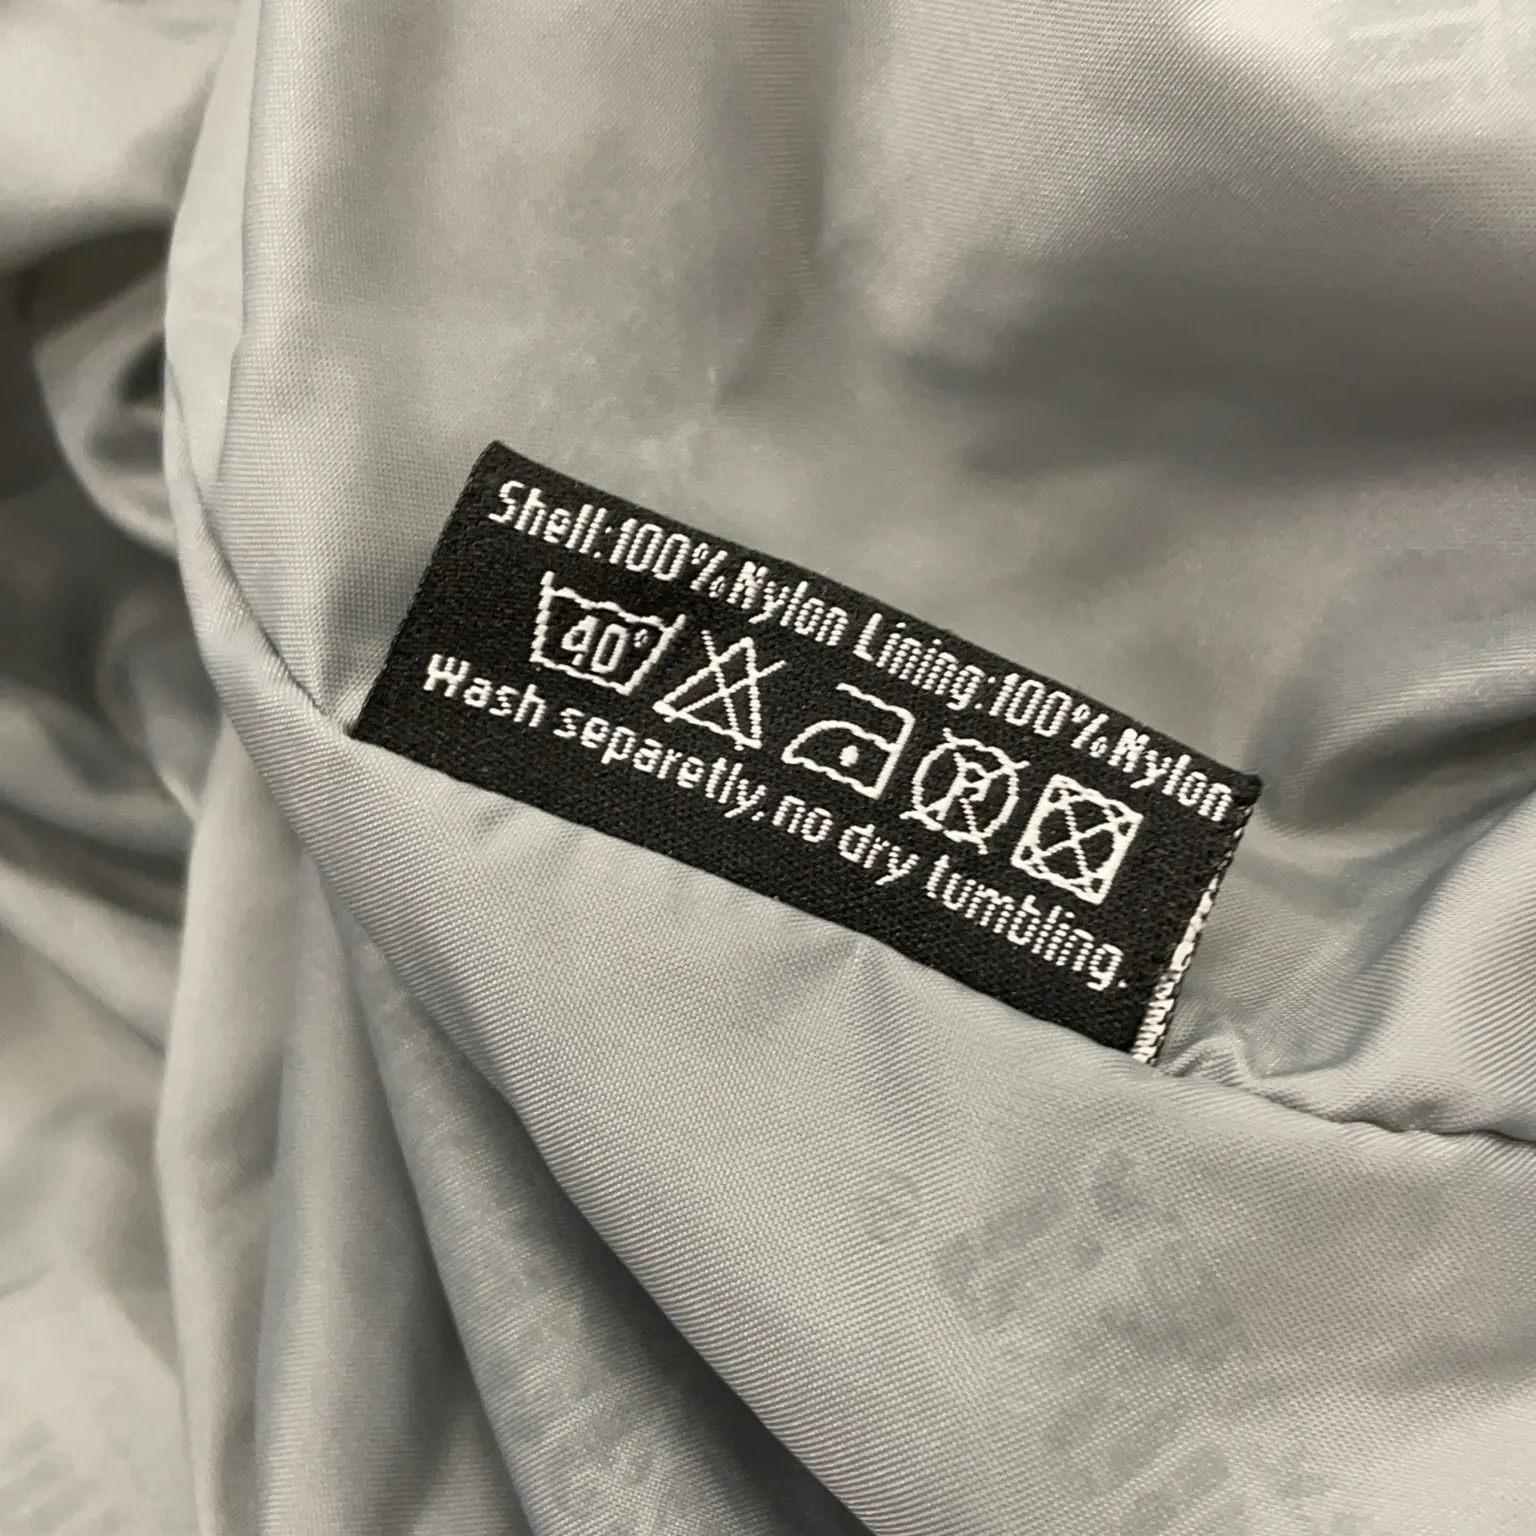 Shell:100%Nylon Lining:100%Nylon
40°
Wash separetly,no dry tumbling.